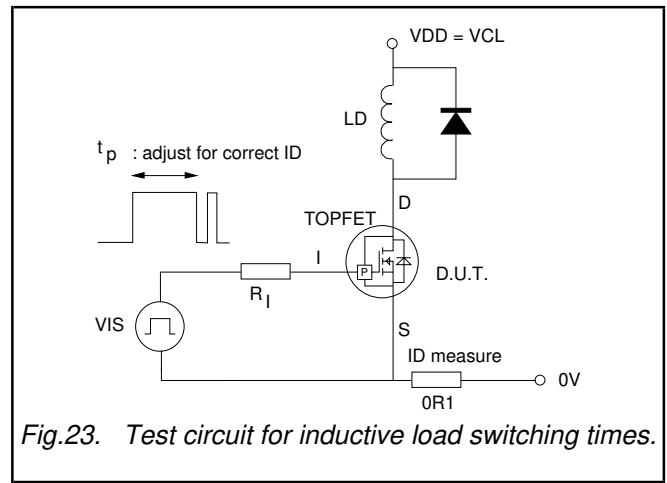 VDD = VCL
LD
t p : adjust for correct ID
D
TOPFET
I
P
D.U.T.
R I
VIS
S
ID measure
0V
0R1
Fig.23. Test circuit for inductive load switching times.